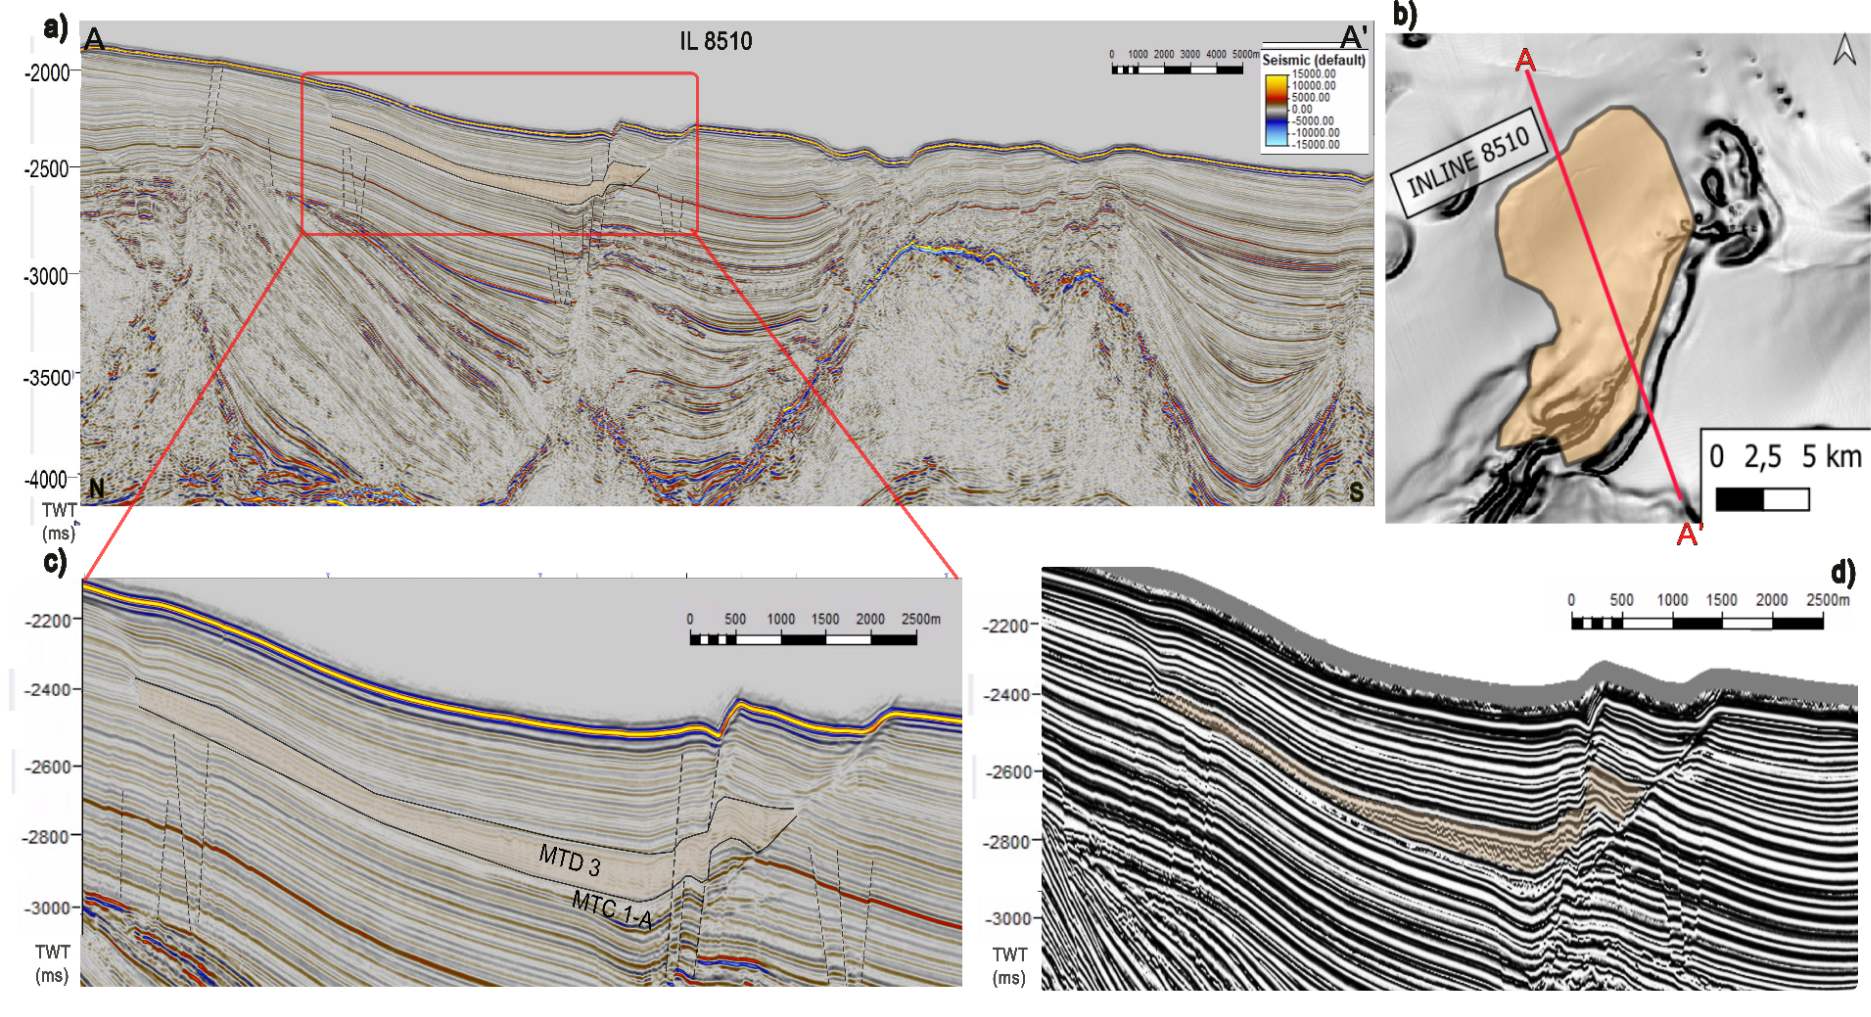 a)
A
IL 8510
A'
0 1000 2000 3000 4000 5000m
Seismic (default)
15000.00
10000.00
5000.00
0.00
-5000.00
-10000.00
-15000.00
-2000
-2500
-3000
-3500
-4000
TWT
(ms)
N
S
b)
A
INLINE 8510
0 2,5 5 km
A'
c)
0 500 1000 1500 2000 2500m
-2200
-2400
-2600
-2800
-3000
TWT
(ms)
MTD 3
MTC 1-A
d)
0 500 1000 1500 2000 2500m
-2200
-2400
-2600
-2800
-3000
TWT
(ms)